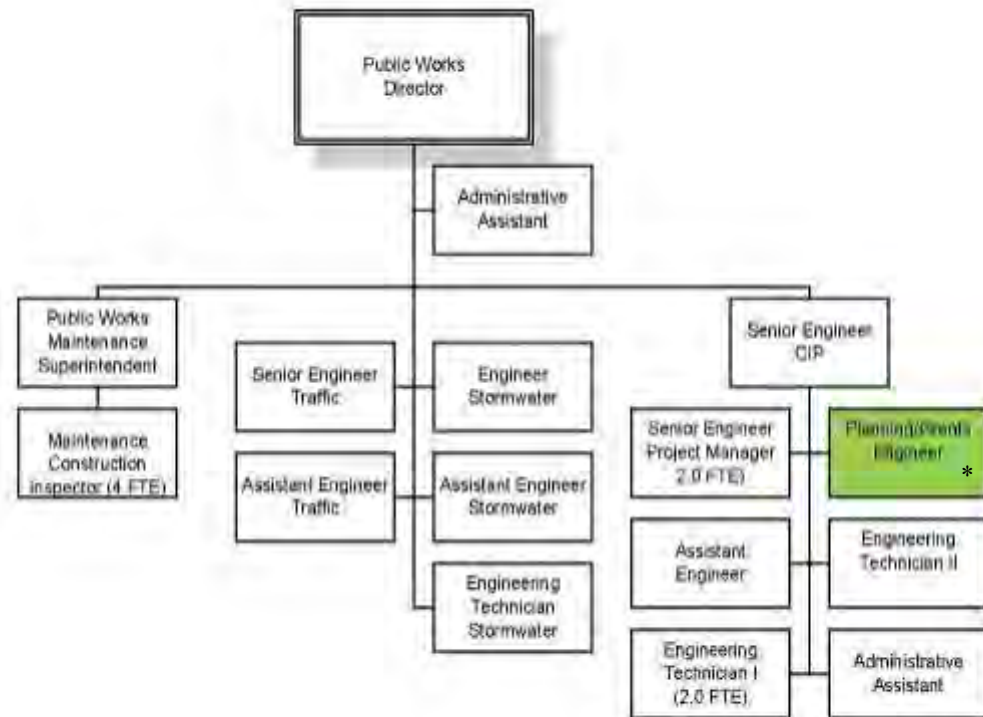 Public Works
Director
Administrative
Assistant
Public Works
Maintenance
Superintendent
Maintenance
Construction
Inspector (4 FTE)
Senior Engineer
Traffic
Engineer
Stormwater
Assistant Engineer
Traffic
Assistant Engineer
Stormwater
Engineering
Technician
Stormwater
Senior Engineer
CIP
Senior Engineer
Project Manager
2.0 FTE)
Engineer
*
Assistant
Engineer
Engineering
Technician II
Engineering
Technician I
(2.0 FTE)
Administrative
Assistant